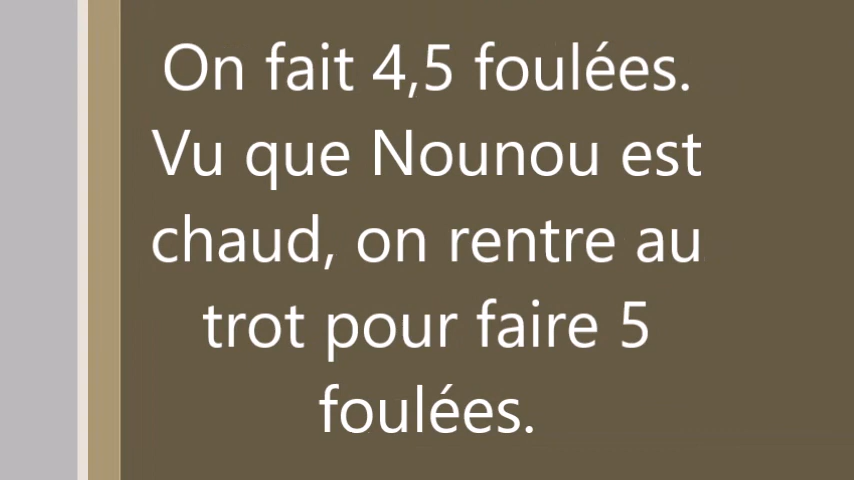 On fait 4,5 foulées.
Vu que Nounou est
chaud, on rentre au
trot pour faire 5
foulées.